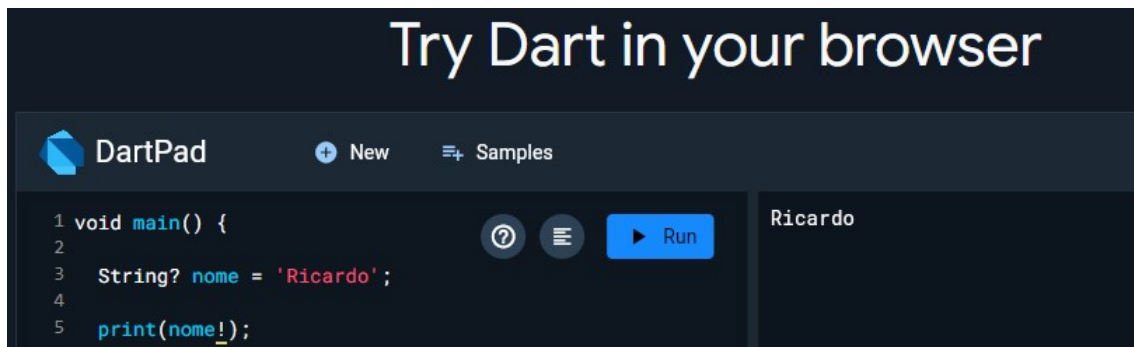 Try Dart in your browser
DartPad
New
Samples
Run
1 void main() {
2
3 String? nome = 'Ricardo';
4
5 print(nome!);
Ricardo